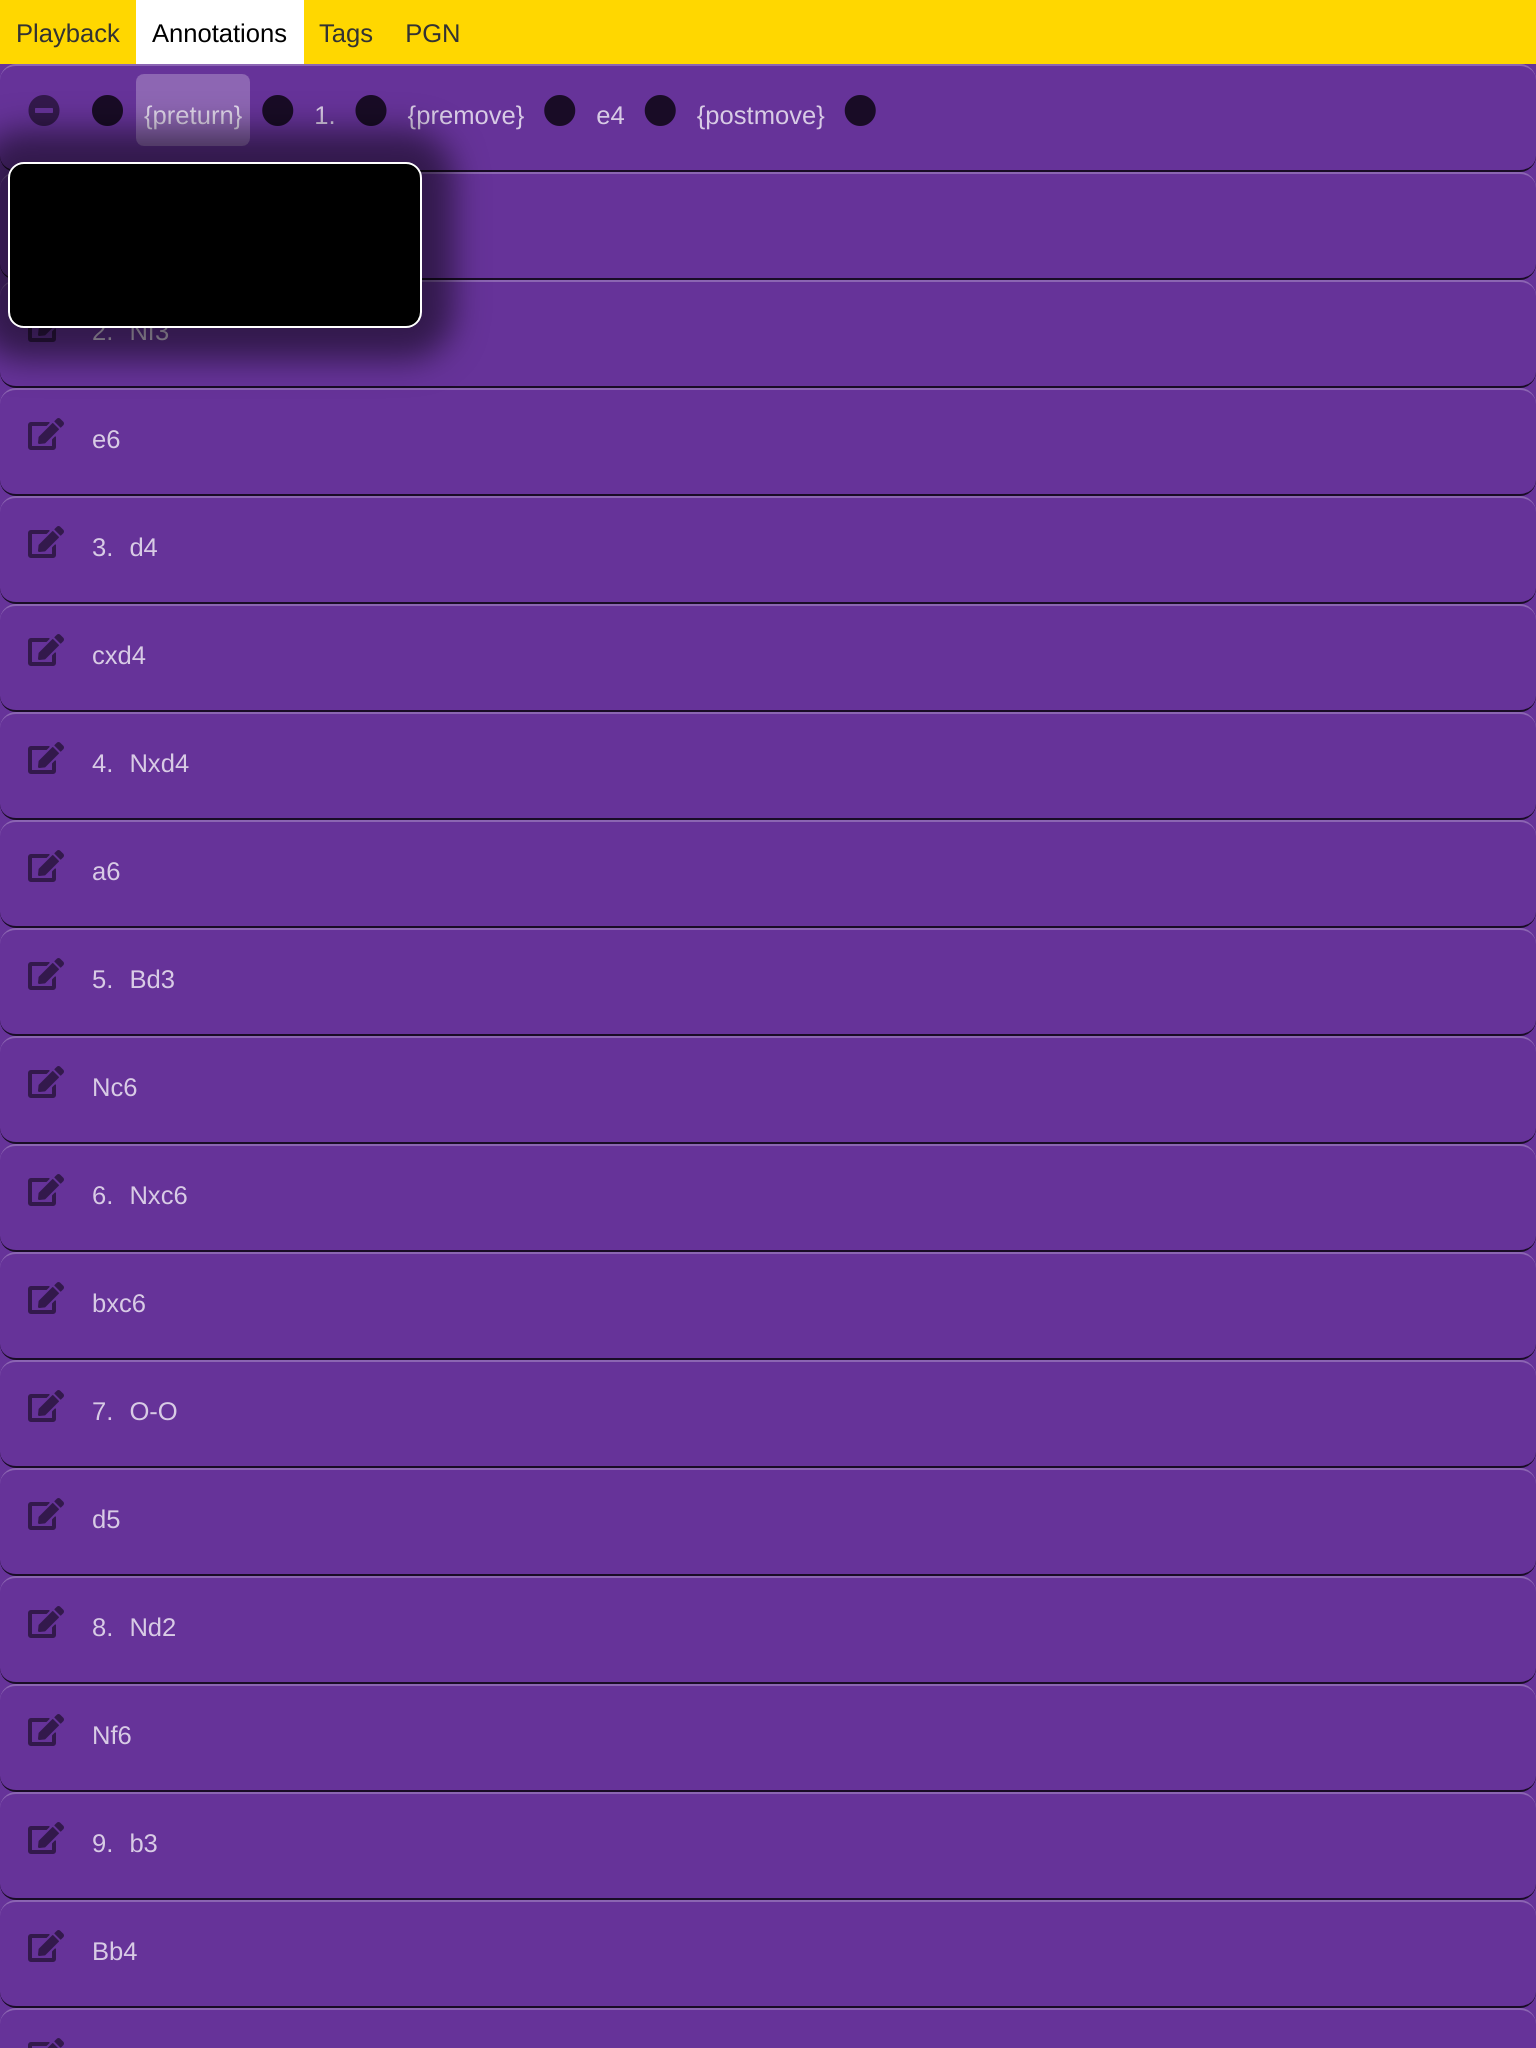 Playback Annotations Tags PGN
{preturn} 1. {premove} e4 {postmove}
2. Nf3
e6
3. d4
cxd4
4. Nxd4
a6
5. Bd3
Nc6
6. Nxc6
bxc6
7. O-O
d5
8. Nd2
Nf6
9. b3
Bb4